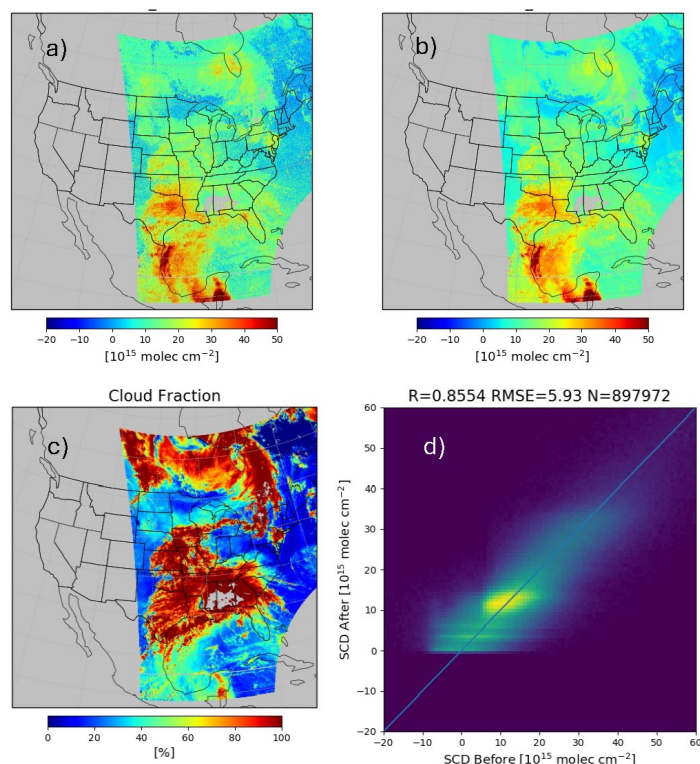 a)
b)
−20 −10 0 10 20 30 40 50
[10¹⁵ molec cm⁻²]
−20 −10 0 10 20 30 40 50
[10¹⁵ molec cm⁻²]
Cloud Fraction
c)
0 20 40 60 80 100
[%]
R=0.8554 RMSE=5.93 N=897972
d)
SCD After [10¹⁵ molec cm⁻²]
60
50
40
30
20
10
0
−10
−20
−20 −10 0 10 20 30 40 50 60
SCD Before [10¹⁵ molec cm⁻²]